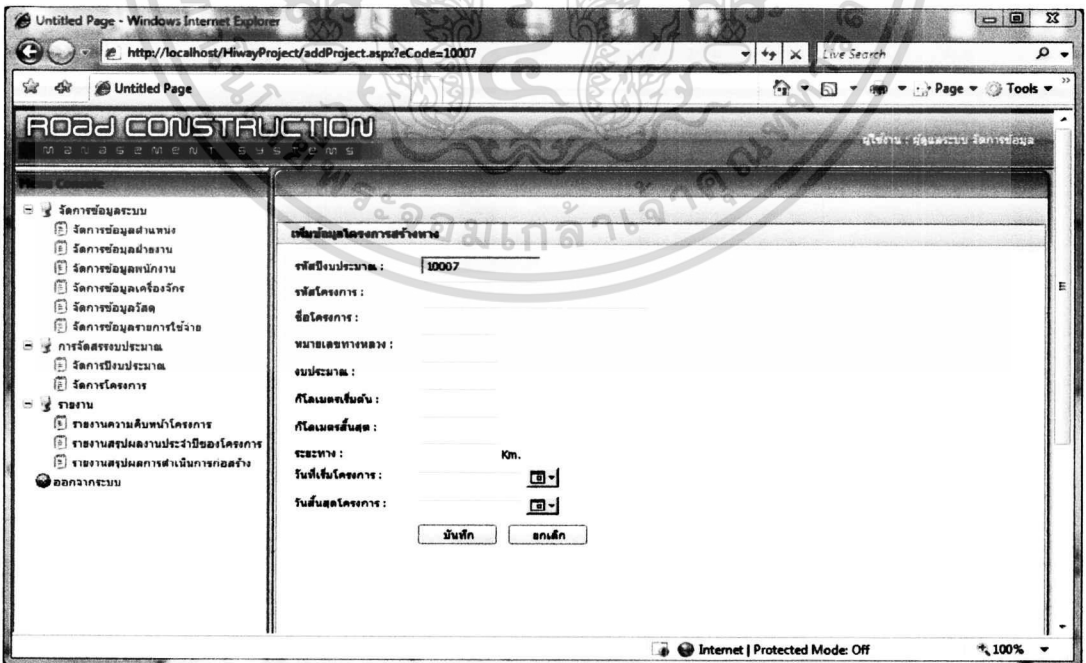 Untitled Page - Windows Internet Explorer
http://localhost/HiwayProject/addProject.aspx?eCode=10007
Live Search
Untitled Page
Page
Tools
ROAD CONSTRUCTION
MANAGEMENT SYSTEMS
ผู้ใช้งาน : ผู้ดูแลระบบ จัดการข้อมูล
Menu Console
จัดการข้อมูลระบบ
จัดการข้อมูลตำแหน่ง
จัดการข้อมูลฝ่ายงาน
จัดการข้อมูลพนักงาน
จัดการข้อมูลเครื่องจักร
จัดการข้อมูลวัสดุ
จัดการข้อมูลรายการใช้จ่าย
การจัดสรรงบประมาณ
จัดการปีงบประมาณ
จัดการโครงการ
รายงาน
รายงานความคืบหน้าโครงการ
รายงานสรุปผลงานประจำปีของโครงการ
รายงานสรุปผลการดำเนินการก่อสร้าง
ออกจากระบบ
เพิ่มข้อมูลโครงการสร้างทาง
รหัสปีงบประมาณ : 10007
รหัสโครงการ :
ชื่อโครงการ :
หมายเลขทางหลวง :
งบประมาณ :
กิโลเมตรเริ่มต้น :
กิโลเมตรสิ้นสุด :
ระยะทาง : Km.
วันที่เริ่มโครงการ :
วันสิ้นสุดโครงการ :
บันทึก ยกเลิก
Internet | Protected Mode: Off
100%
พระจอมเกล้าเจ้าคุณทหาร